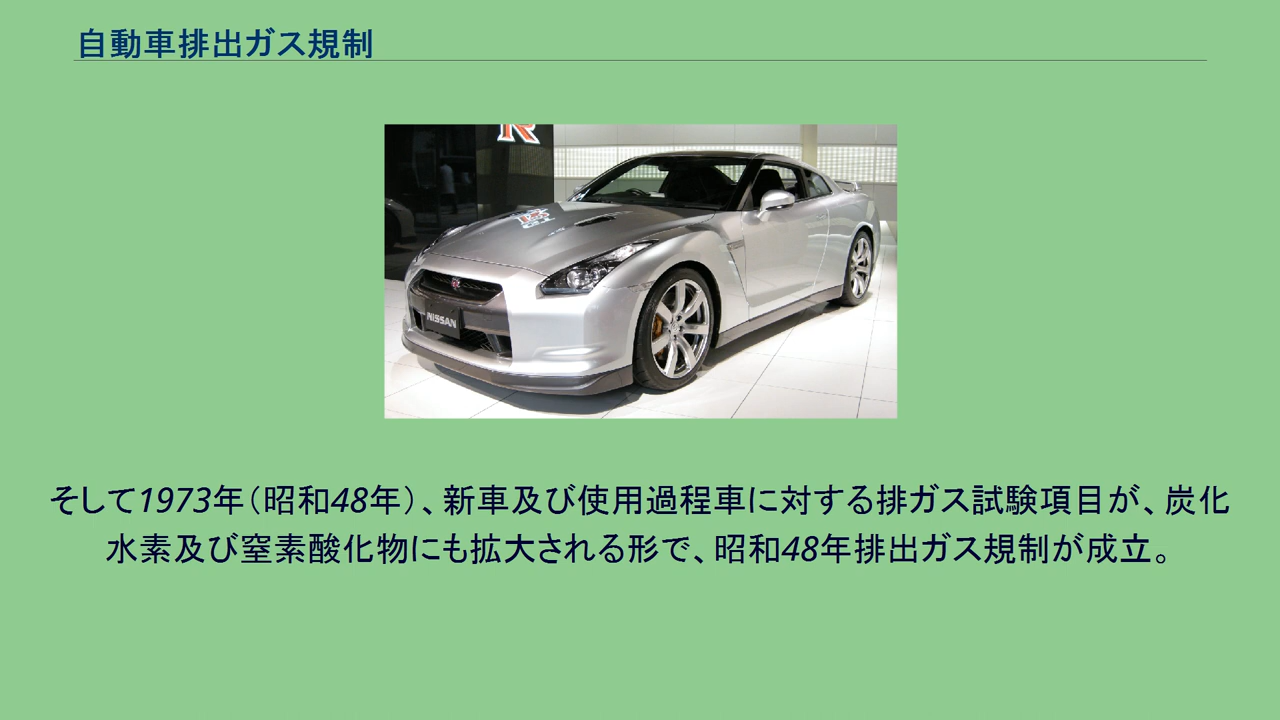 自動車排出ガス規制
R
NISSAN
そして1973年（昭和48年）、新車及び使用過程車に対する排ガス試験項目が、炭化
水素及び窒素酸化物にも拡大される形で、昭和48年排出ガス規制が成立。